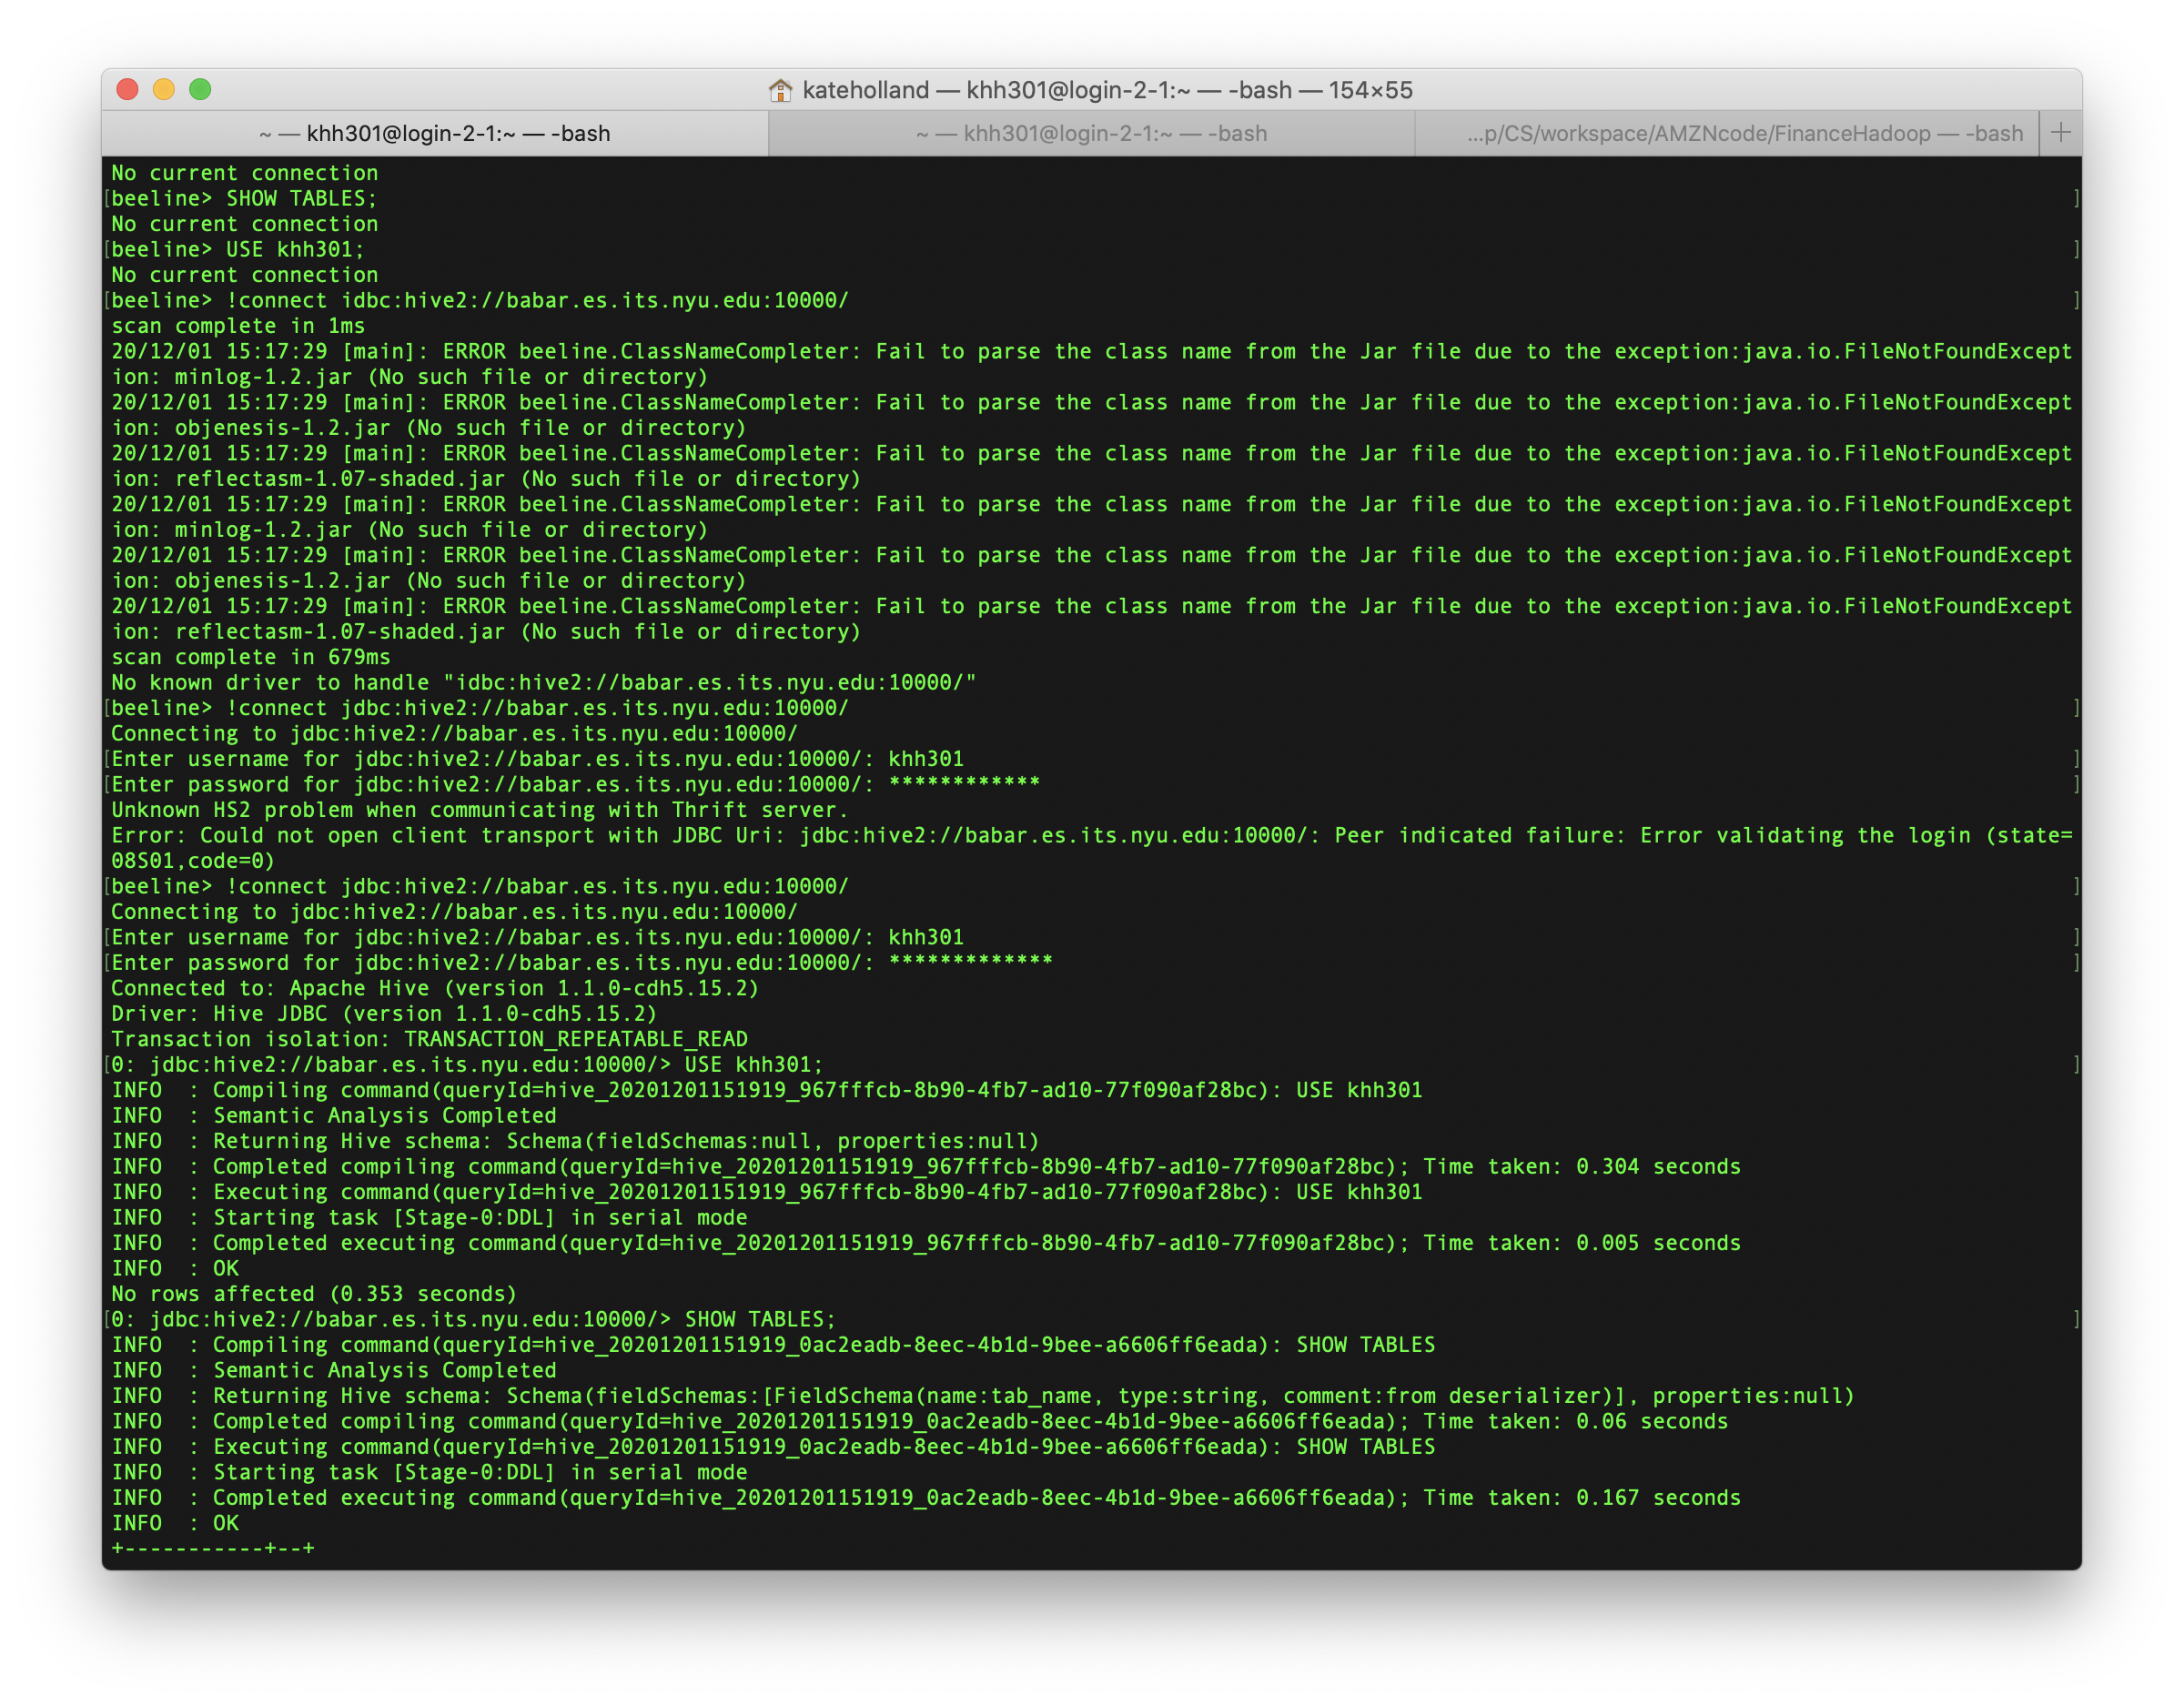 kateholland — khh301@login-2-1:~ — -bash — 154×55
~ — khh301@login-2-1:~ — -bash
~ — khh301@login-2-1:~ — -bash
...p/CS/workspace/AMZNcode/FinanceHadoop — -bash
No current connection
[beeline> SHOW TABLES; ]
No current connection
[beeline> USE khh301; ]
No current connection
[beeline> !connect idbc:hive2://babar.es.its.nyu.edu:10000/ ]
scan complete in 1ms
20/12/01 15:17:29 [main]: ERROR beeline.ClassNameCompleter: Fail to parse the class name from the Jar file due to the exception:java.io.FileNotFoundExcept
ion: minlog-1.2.jar (No such file or directory)
20/12/01 15:17:29 [main]: ERROR beeline.ClassNameCompleter: Fail to parse the class name from the Jar file due to the exception:java.io.FileNotFoundExcept
ion: objenesis-1.2.jar (No such file or directory)
20/12/01 15:17:29 [main]: ERROR beeline.ClassNameCompleter: Fail to parse the class name from the Jar file due to the exception:java.io.FileNotFoundExcept
ion: reflectasm-1.07-shaded.jar (No such file or directory)
20/12/01 15:17:29 [main]: ERROR beeline.ClassNameCompleter: Fail to parse the class name from the Jar file due to the exception:java.io.FileNotFoundExcept
ion: minlog-1.2.jar (No such file or directory)
20/12/01 15:17:29 [main]: ERROR beeline.ClassNameCompleter: Fail to parse the class name from the Jar file due to the exception:java.io.FileNotFoundExcept
ion: objenesis-1.2.jar (No such file or directory)
20/12/01 15:17:29 [main]: ERROR beeline.ClassNameCompleter: Fail to parse the class name from the Jar file due to the exception:java.io.FileNotFoundExcept
ion: reflectasm-1.07-shaded.jar (No such file or directory)
scan complete in 679ms
No known driver to handle "idbc:hive2://babar.es.its.nyu.edu:10000/"
[beeline> !connect jdbc:hive2://babar.es.its.nyu.edu:10000/ ]
Connecting to jdbc:hive2://babar.es.its.nyu.edu:10000/
[Enter username for jdbc:hive2://babar.es.its.nyu.edu:10000/: khh301 ]
[Enter password for jdbc:hive2://babar.es.its.nyu.edu:10000/: ************ ]
Unknown HS2 problem when communicating with Thrift server.
Error: Could not open client transport with JDBC Uri: jdbc:hive2://babar.es.its.nyu.edu:10000/: Peer indicated failure: Error validating the login (state=
08S01,code=0)
[beeline> !connect jdbc:hive2://babar.es.its.nyu.edu:10000/ ]
Connecting to jdbc:hive2://babar.es.its.nyu.edu:10000/
[Enter username for jdbc:hive2://babar.es.its.nyu.edu:10000/: khh301 ]
[Enter password for jdbc:hive2://babar.es.its.nyu.edu:10000/: ************* ]
Connected to: Apache Hive (version 1.1.0-cdh5.15.2)
Driver: Hive JDBC (version 1.1.0-cdh5.15.2)
Transaction isolation: TRANSACTION_REPEATABLE_READ
[0: jdbc:hive2://babar.es.its.nyu.edu:10000/> USE khh301; ]
INFO  : Compiling command(queryId=hive_20201201151919_967fffcb-8b90-4fb7-ad10-77f090af28bc): USE khh301
INFO  : Semantic Analysis Completed
INFO  : Returning Hive schema: Schema(fieldSchemas:null, properties:null)
INFO  : Completed compiling command(queryId=hive_20201201151919_967fffcb-8b90-4fb7-ad10-77f090af28bc); Time taken: 0.304 seconds
INFO  : Executing command(queryId=hive_20201201151919_967fffcb-8b90-4fb7-ad10-77f090af28bc): USE khh301
INFO  : Starting task [Stage-0:DDL] in serial mode
INFO  : Completed executing command(queryId=hive_20201201151919_967fffcb-8b90-4fb7-ad10-77f090af28bc); Time taken: 0.005 seconds
INFO  : OK
No rows affected (0.353 seconds)
[0: jdbc:hive2://babar.es.its.nyu.edu:10000/> SHOW TABLES; ]
INFO  : Compiling command(queryId=hive_20201201151919_0ac2eadb-8eec-4b1d-9bee-a6606ff6eada): SHOW TABLES
INFO  : Semantic Analysis Completed
INFO  : Returning Hive schema: Schema(fieldSchemas:[FieldSchema(name:tab_name, type:string, comment:from deserializer)], properties:null)
INFO  : Completed compiling command(queryId=hive_20201201151919_0ac2eadb-8eec-4b1d-9bee-a6606ff6eada); Time taken: 0.06 seconds
INFO  : Executing command(queryId=hive_20201201151919_0ac2eadb-8eec-4b1d-9bee-a6606ff6eada): SHOW TABLES
INFO  : Starting task [Stage-0:DDL] in serial mode
INFO  : Completed executing command(queryId=hive_20201201151919_0ac2eadb-8eec-4b1d-9bee-a6606ff6eada); Time taken: 0.167 seconds
INFO  : OK
+-----------+--+